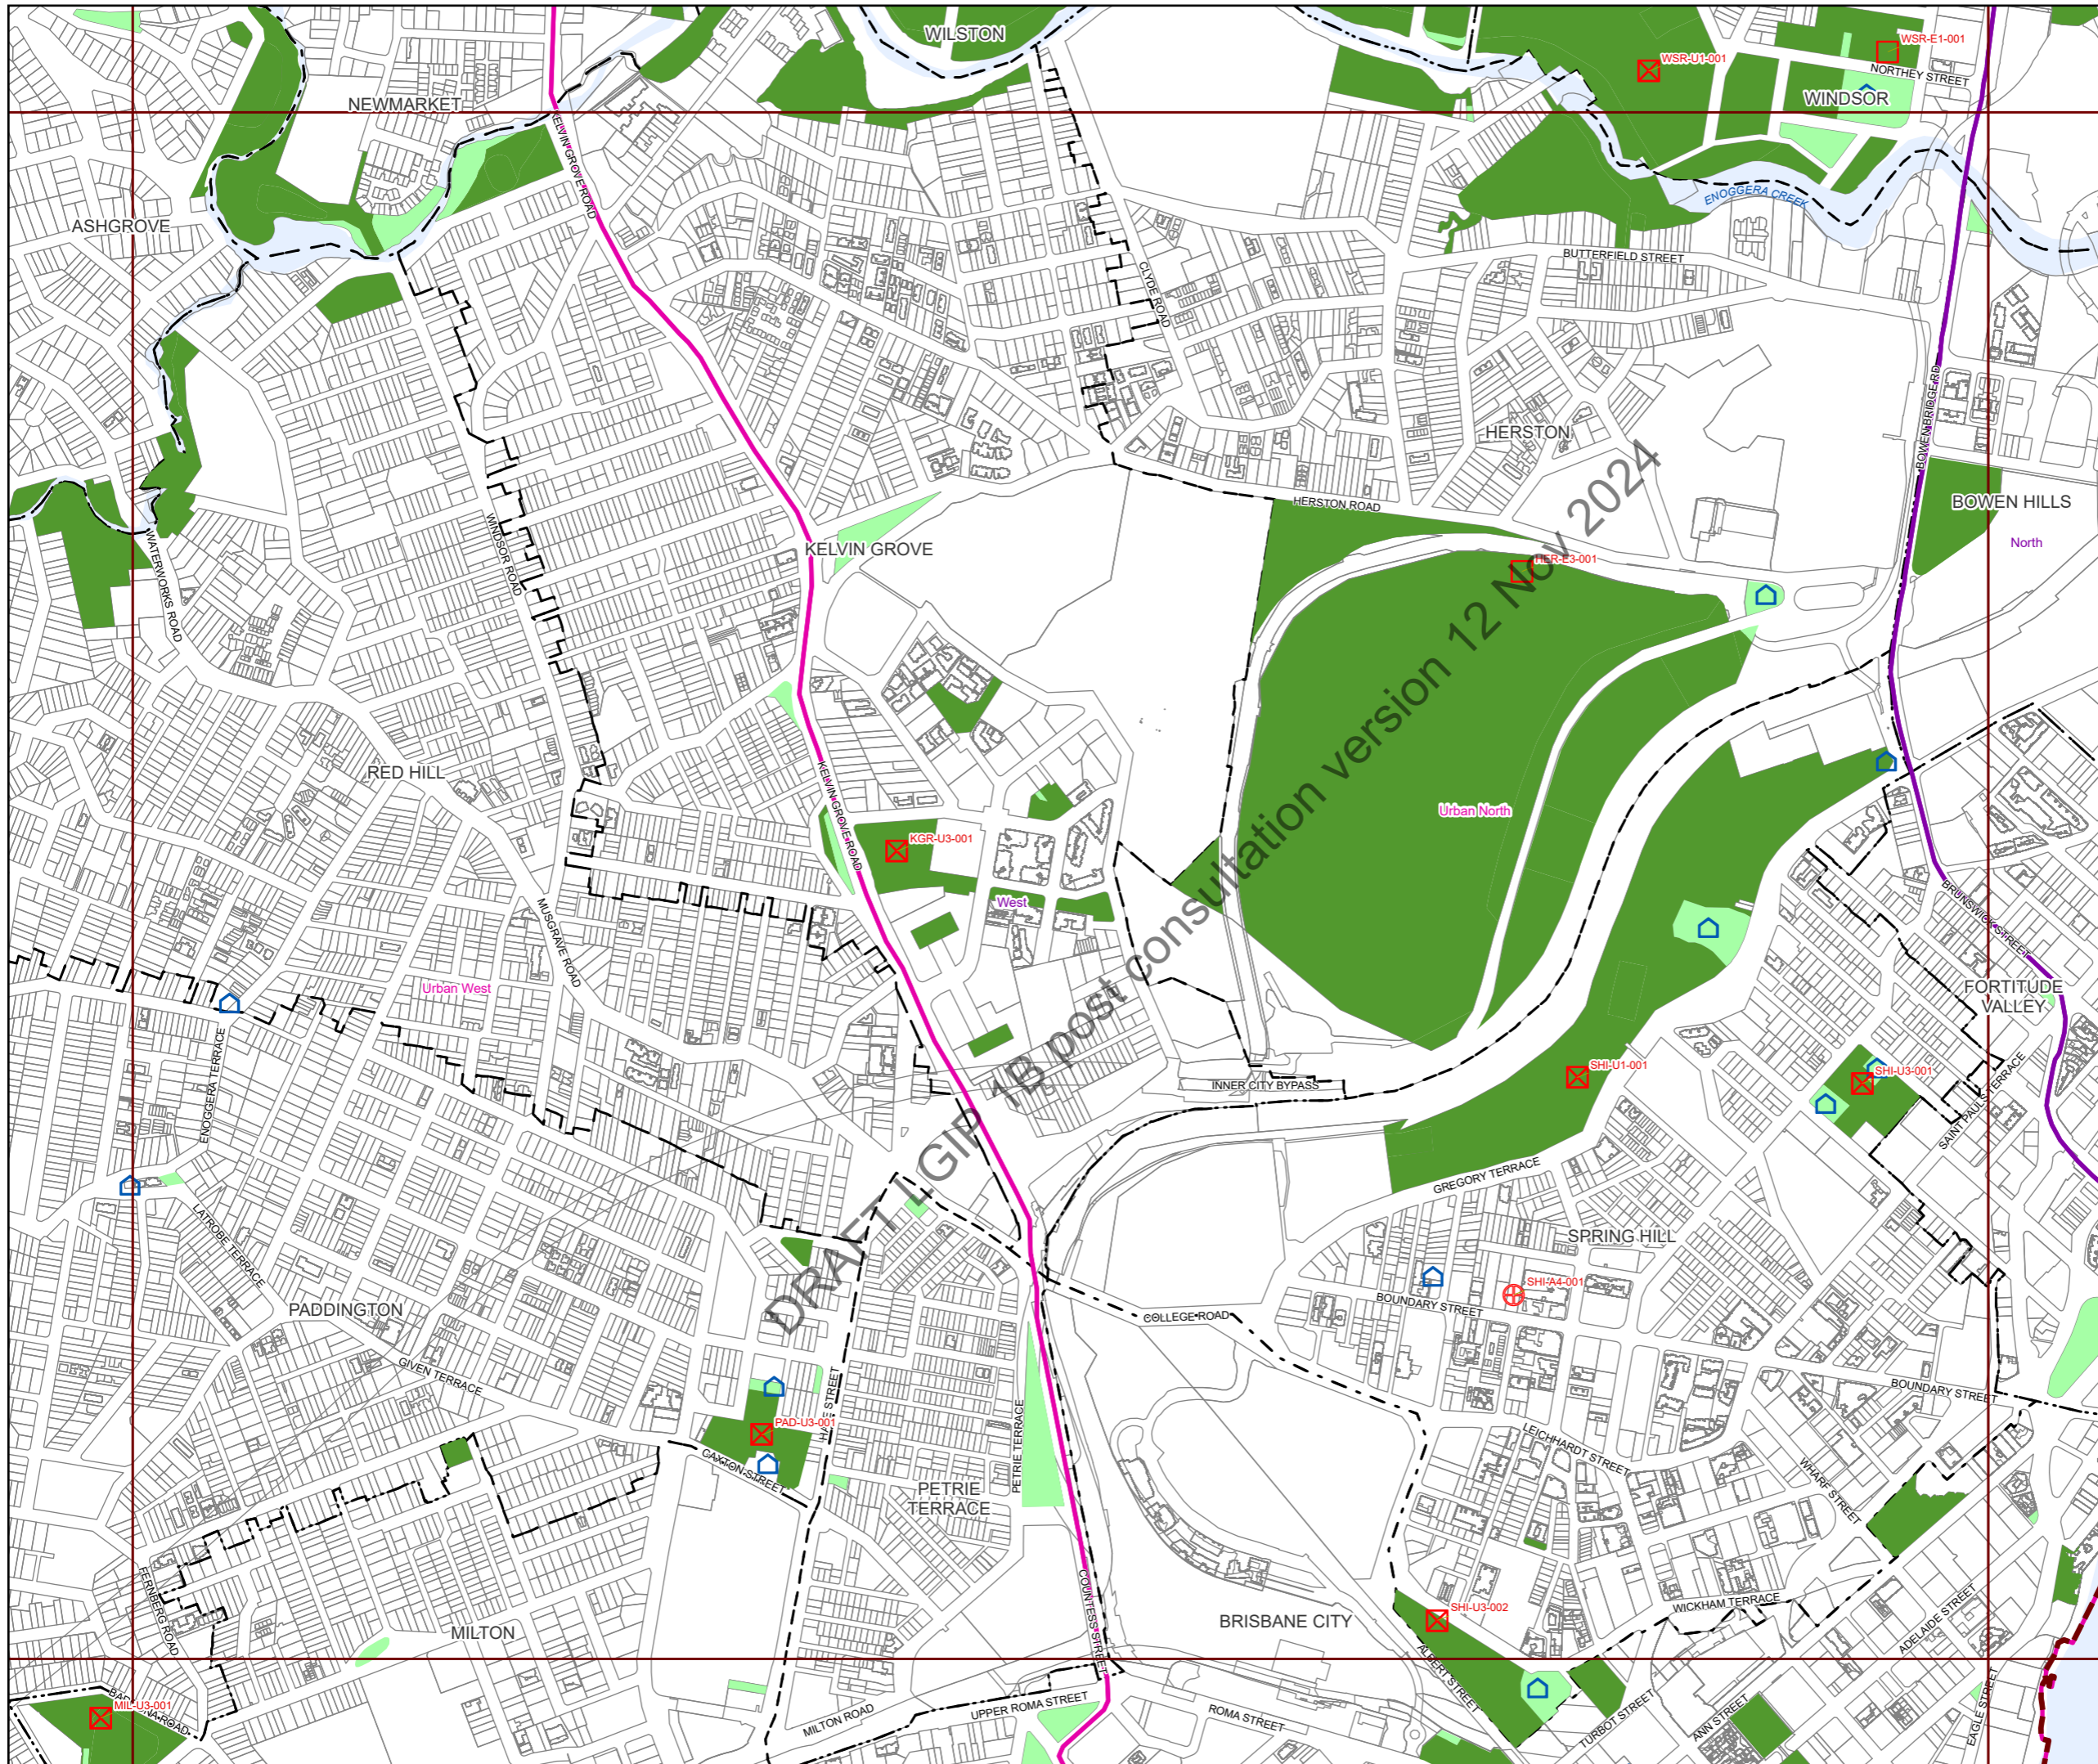 WILSTON
WSR-E1-001
WSR-U1-001
NORTHEY STREET
WINDSOR
NEWMARKET
KELVIN GROVE ROAD
ENOGGERA CREEK
ASHGROVE
BUTTERFIELD STREET
CLYDE ROAD
BOWEN BRIDGE RD
HERSTON
HERSTON ROAD
BOWEN HILLS
North
WINDSOR ROAD
WATERWORKS ROAD
KELVIN GROVE
HER-E3-001
DRAFT LGIP 1B post consultation version 12 Nov 2024
RED HILL
KELVIN GROVE ROAD
Urban North
KGR-U3-001
West
MUSGRAVE ROAD
BRUNSWICK STREET
Urban West
FORTITUDE
VALLEY
ENOGGERA TERRACE
INNER CITY BYPASS
SHI-U1-001
SHI-U3-001
SAINT PAULS TERRACE
GREGORY TERRACE
LATROBE TERRACE
SPRING HILL
SHI-A4-001
PADDINGTON
BOUNDARY STREET
COLLEGE ROAD
GIVEN TERRACE
HALE STREET
BOUNDARY STREET
PAD-U3-001
PETRIE TERRACE
CAXTON STREET
LEICHHARDT STREET
WHARF STREET
PETRIE
TERRACE
FERNBERG ROAD
COUNTESS STREET
WICKHAM TERRACE
SHI-U3-002
BRISBANE CITY
MILTON
ADELAIDE STREET
ALBERT STREET
EAGLE STREET
MIL-U3-001
UPPER ROMA STREET
MILTON ROAD
ROMA STREET
TURBOT STREET
ANN STREET